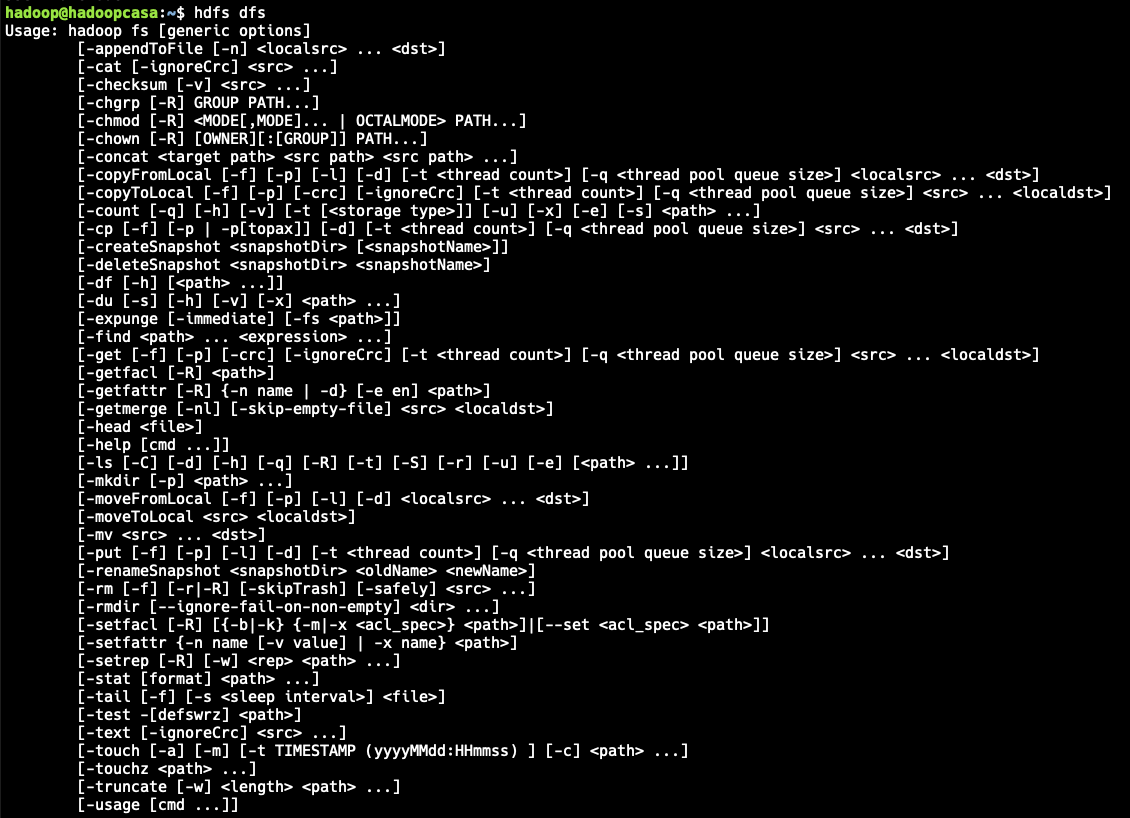 hadoop@hadoopcasa:~$ hdfs dfs
Usage: hadoop fs [generic options]
        [-appendToFile [-n] <localsrc> ... <dst>]
        [-cat [-ignoreCrc] <src> ...]
        [-checksum [-v] <src> ...]
        [-chgrp [-R] GROUP PATH...]
        [-chmod [-R] <MODE[,MODE]... | OCTALMODE> PATH...]
        [-chown [-R] [OWNER][:[GROUP]] PATH...]
        [-concat <target path> <src path> <src path> ...]
        [-copyFromLocal [-f] [-p] [-l] [-d] [-t <thread count>] [-q <thread pool queue size>] <localsrc> ... <dst>]
        [-copyToLocal [-f] [-p] [-crc] [-ignoreCrc] [-t <thread count>] [-q <thread pool queue size>] <src> ... <localdst>]
        [-count [-q] [-h] [-v] [-t [<storage type>]] [-u] [-x] [-e] [-s] <path> ...]
        [-cp [-f] [-p | -p[topax]] [-d] [-t <thread count>] [-q <thread pool queue size>] <src> ... <dst>]
        [-createSnapshot <snapshotDir> [<snapshotName>]]
        [-deleteSnapshot <snapshotDir> <snapshotName>]
        [-df [-h] [<path> ...]]
        [-du [-s] [-h] [-v] [-x] <path> ...]
        [-expunge [-immediate] [-fs <path>]]
        [-find <path> ... <expression> ...]
        [-get [-f] [-p] [-crc] [-ignoreCrc] [-t <thread count>] [-q <thread pool queue size>] <src> ... <localdst>]
        [-getfacl [-R] <path>]
        [-getfattr [-R] {-n name | -d} [-e en] <path>]
        [-getmerge [-nl] [-skip-empty-file] <src> <localdst>]
        [-head <file>]
        [-help [cmd ...]]
        [-ls [-C] [-d] [-h] [-q] [-R] [-t] [-S] [-r] [-u] [-e] [<path> ...]]
        [-mkdir [-p] <path> ...]
        [-moveFromLocal [-f] [-p] [-l] [-d] <localsrc> ... <dst>]
        [-moveToLocal <src> <localdst>]
        [-mv <src> ... <dst>]
        [-put [-f] [-p] [-l] [-d] [-t <thread count>] [-q <thread pool queue size>] <localsrc> ... <dst>]
        [-renameSnapshot <snapshotDir> <oldName> <newName>]
        [-rm [-f] [-r|-R] [-skipTrash] [-safely] <src> ...]
        [-rmdir [--ignore-fail-on-non-empty] <dir> ...]
        [-setfacl [-R] [{-b|-k} {-m|-x <acl_spec>} <path>]|[--set <acl_spec> <path>]]
        [-setfattr {-n name [-v value] | -x name} <path>]
        [-setrep [-R] [-w] <rep> <path> ...]
        [-stat [format] <path> ...]
        [-tail [-f] [-s <sleep interval>] <file>]
        [-test -[defswrz] <path>]
        [-text [-ignoreCrc] <src> ...]
        [-touch [-a] [-m] [-t TIMESTAMP (yyyyMMdd:HHmmss) ] [-c] <path> ...]
        [-touchz <path> ...]
        [-truncate [-w] <length> <path> ...]
        [-usage [cmd ...]]